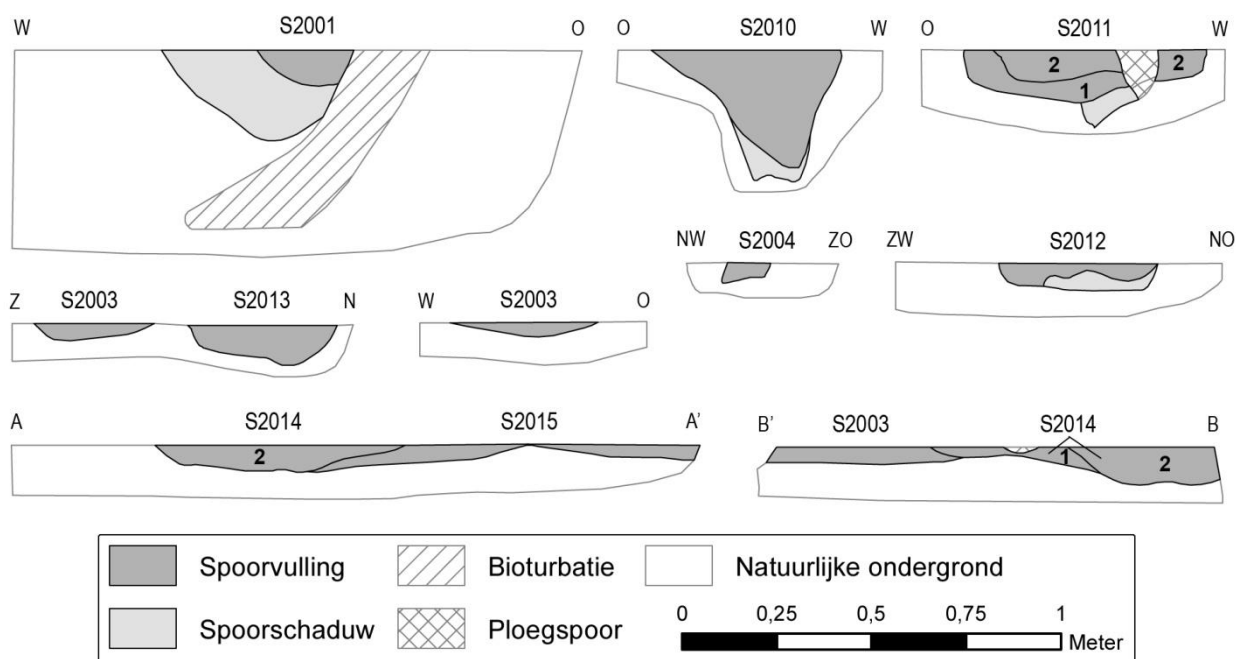 S2001
W O
S2010
O W
S2011
O W
2 2
1
S2004
NW ZO
S2012
ZW NO
S2003 S2013
Z N
S2003
W O
S2014 S2015
A A'
2
S2003 S2014
B' B
1 2
Spoorvulling Bioturbatie Natuurlijke ondergrond
Spoorschaduw Ploegspoor
0 0,25 0,5 0,75 1
Meter